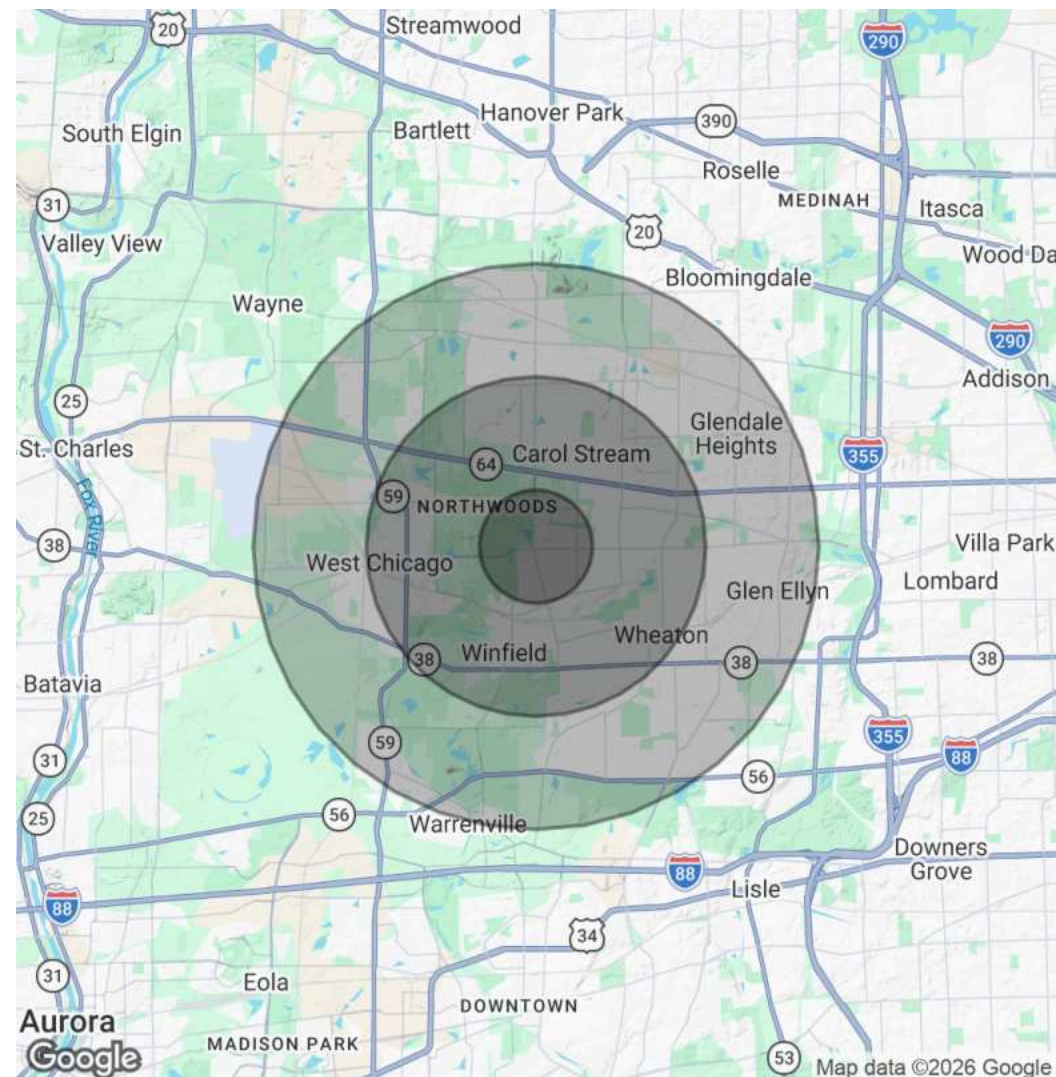 Streamwood
20
290
Hanover Park
390
South Elgin
Bartlett
Roselle
MEDINAH
31
Itasca
20
Valley View
Wood Da
Bloomingdale
Wayne
290
Addison
25
Glendale
Heights
St. Charles
64
Carol Stream
355
59
NORTHWOODS
Fox River
38
Villa Park
West Chicago
Lombard
Glen Ellyn
Wheaton
38
Winfield
38
38
Batavia
355
59
88
31
56
25
56
Warrenville
Downers
Grove
88
Lisle
88
34
31
Eola
DOWNTOWN
Aurora
MADISON PARK
Google
53
Map data ©2026 Google